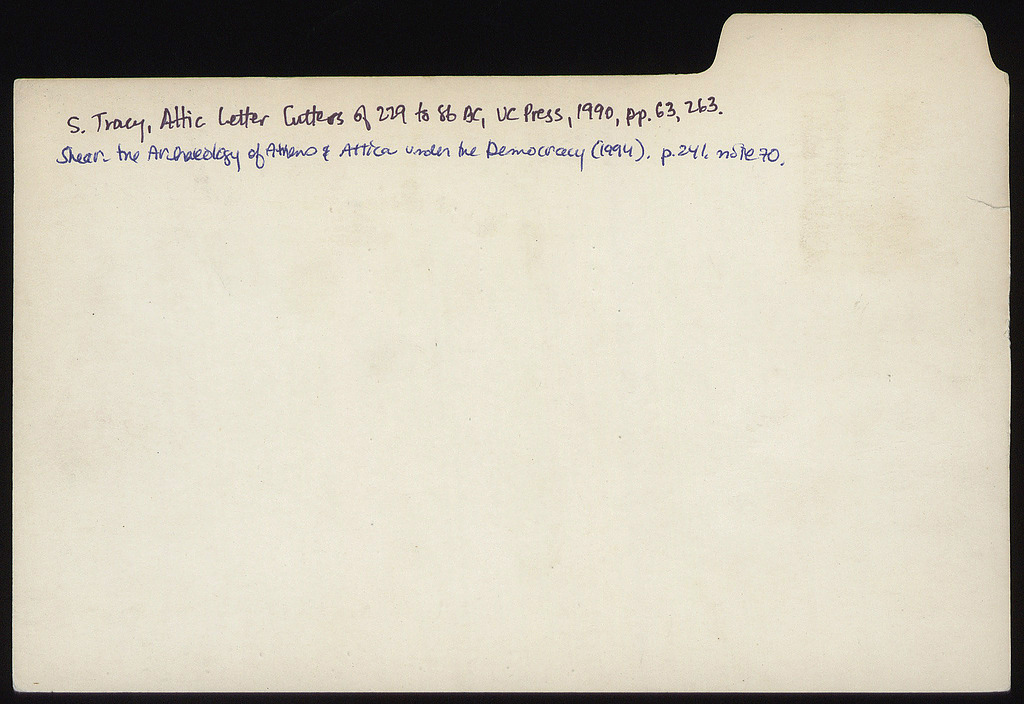 S. Tracy, Attic Letter Cutters of 229 to 86 BC, UC Press, 1990, pp. 63, 263.
Shear the Archaeology of Athens & Attica under the Democracy (1994). p. 241. note 70.